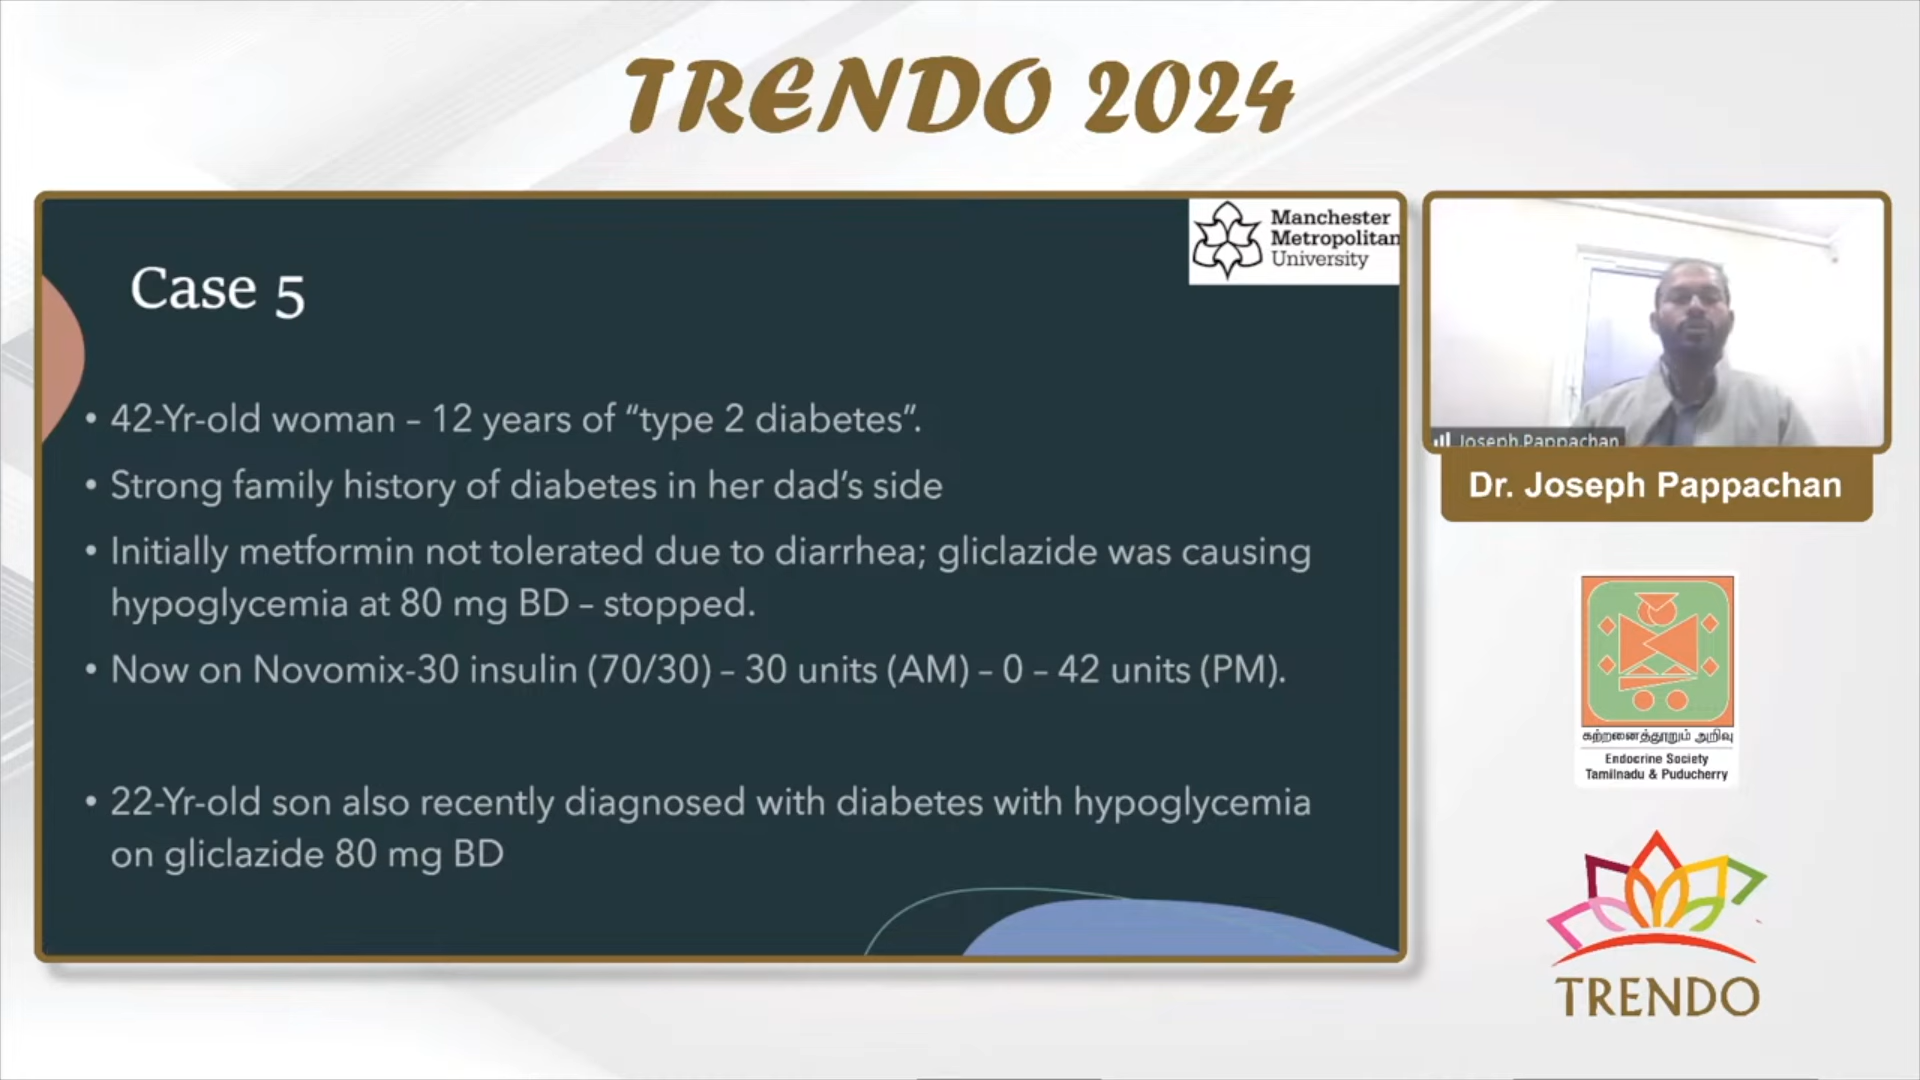 TRENDO 2024
Manchester
Metropolitan
University
Case 5
• 42-Yr-old woman – 12 years of “type 2 diabetes”.
• Strong family history of diabetes in her dad’s side
• Initially metformin not tolerated due to diarrhea; gliclazide was causing
hypoglycemia at 80 mg BD – stopped.
• Now on Novomix-30 insulin (70/30) – 30 units (AM) – 0 – 42 units (PM).
• 22-Yr-old son also recently diagnosed with diabetes with hypoglycemia
on gliclazide 80 mg BD
Joseph Pappachan
Dr. Joseph Pappachan
கற்றனைத்தூறும் அறிவு
Endocrine Society
Tamilnadu & Puducherry
TRENDO